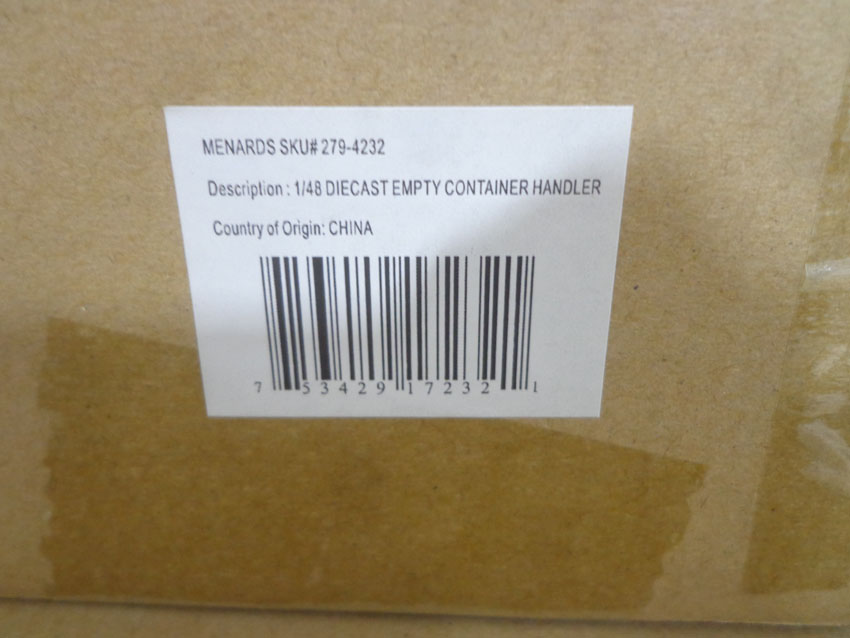 MENARDS SKU# 279-4232
Description : 1/48 DIECAST EMPTY CONTAINER HANDLER
Country of Origin: CHINA
7 53429 17232 1